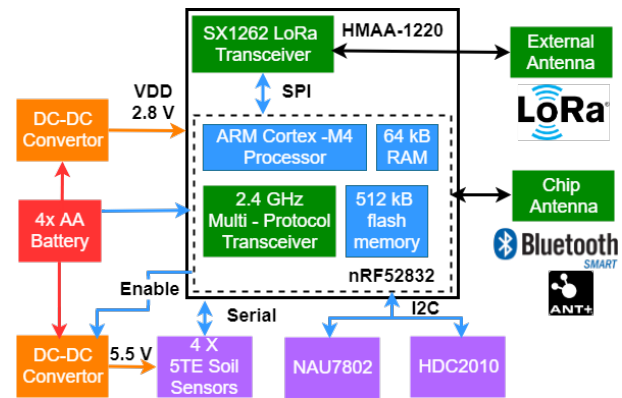 SX1262 LoRa
Transceiver
HMAA-1220
External
Antenna
LoRa®
SPI
VDD
2.8 V
DC-DC
Convertor
ARM Cortex -M4
Processor
64 kB
RAM
2.4 GHz
Multi - Protocol
Transceiver
512 kB
flash
memory
nRF52832
Chip
Antenna
Bluetooth
SMART
ANT+
4x AA
Battery
Enable
Serial
I2C
DC-DC
Convertor
5.5 V
4 X
5TE Soil
Sensors
NAU7802
HDC2010